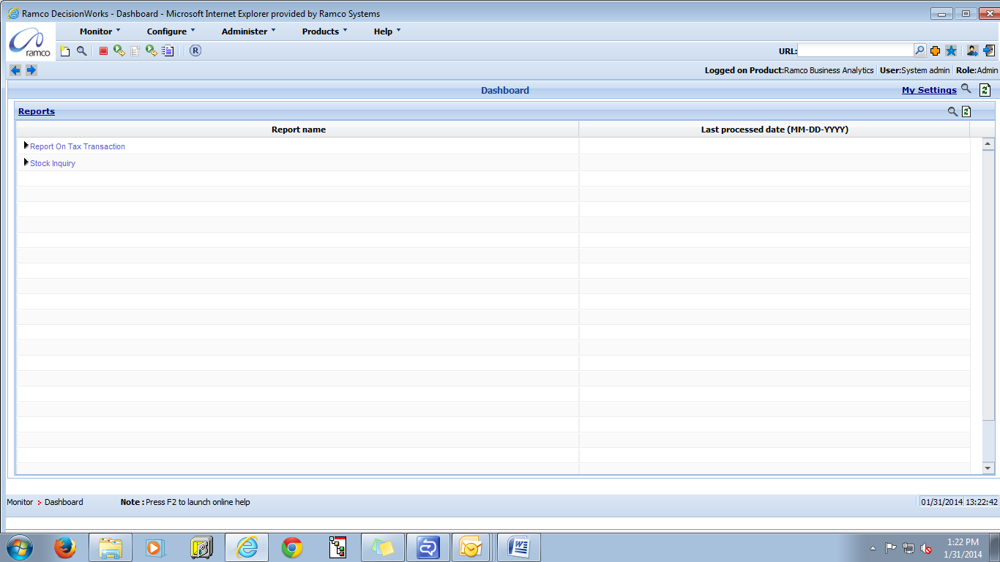 Ramco DecisionWorks - Dashboard - Microsoft Internet Explorer provided by Ramco Systems
Monitor Configure Administer Products Help
ramco
R URL:
Logged on Product:Ramco Business Analytics User:System admin Role:Admin
Dashboard My Settings
Reports
Report name Last processed date (MM-DD-YYYY)
Report On Tax Transaction
Stock Inquiry
Monitor Dashboard Note : Press F2 to launch online help 01/31/2014 13:22:42
1:22 PM
1/31/2014